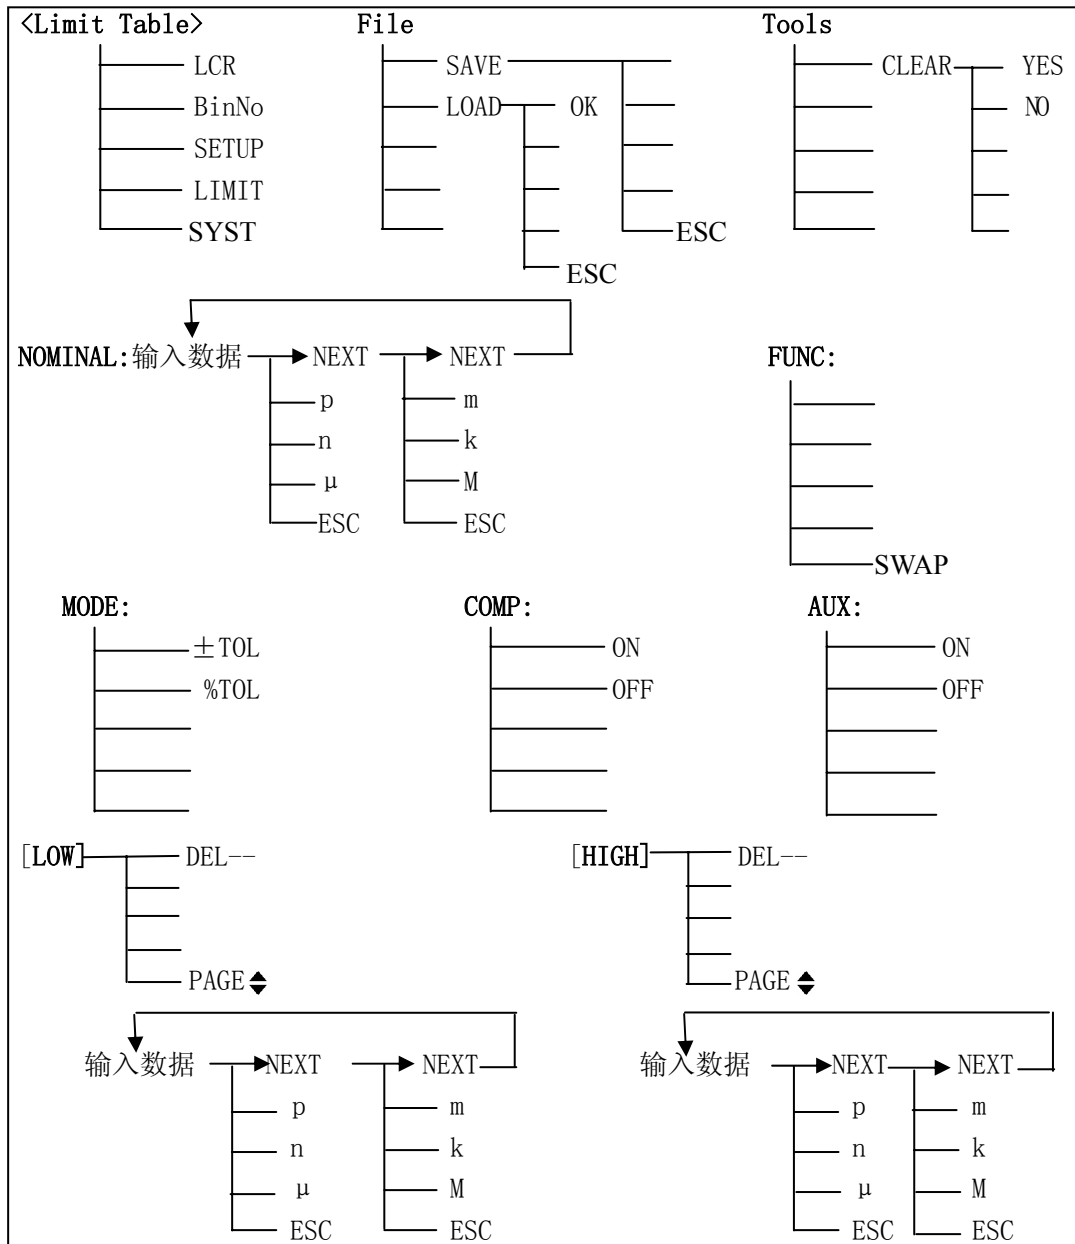 <Limit Table> File Tools
LCR SAVE CLEAR YES
BinNo LOAD OK NO
SETUP
LIMIT
SYST ESC
ESC
NOMINAL:输入数据 NEXT NEXT FUNC:
p m
n k
μ M
ESC ESC
SWAP
MODE: COMP: AUX:
±TOL ON ON
%TOL OFF OFF
[LOW] DEL-- [HIGH] DEL--
PAGE PAGE
输入数据 NEXT NEXT 输入数据 NEXT NEXT
p m p m
n k n k
μ M μ M
ESC ESC ESC ESC